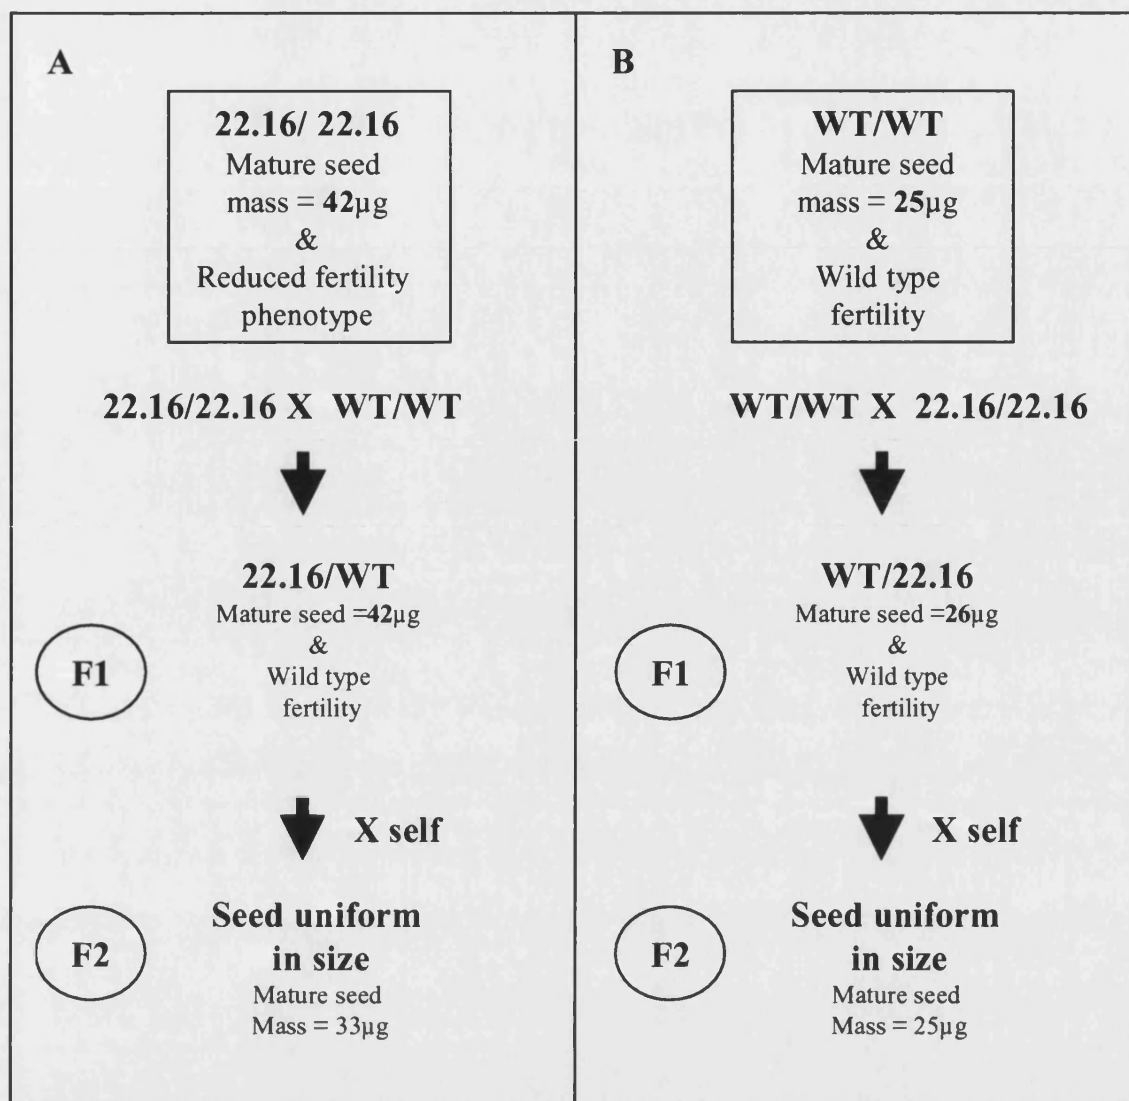 A
22.16/ 22.16
Mature seed
mass = 42µg
&
Reduced fertility
phenotype
22.16/22.16 X WT/WT
22.16/WT
Mature seed =42µg
&
Wild type
fertility
F1
X self
Seed uniform
in size
Mature seed
Mass = 33µg
F2
B
WT/WT
Mature seed
mass = 25µg
&
Wild type
fertility
WT/WT X 22.16/22.16
WT/22.16
Mature seed =26µg
&
Wild type
fertility
F1
X self
Seed uniform
in size
Mature seed
Mass = 25µg
F2